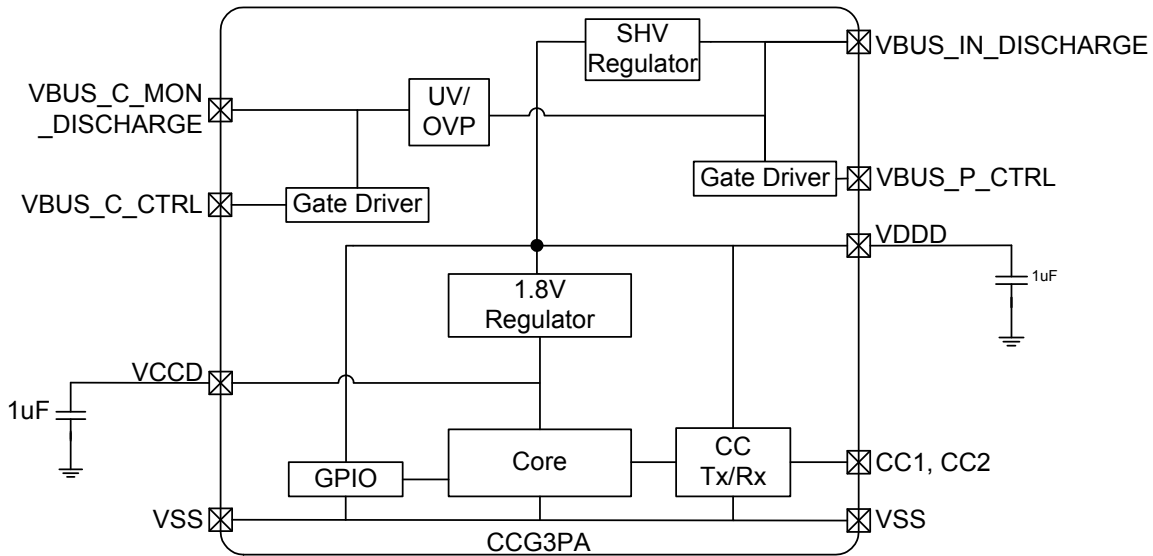 SHV
Regulator
VBUS_IN_DISCHARGE
VBUS_C_MON
_DISCHARGE
UV/
OVP
Gate Driver
VBUS_P_CTRL
VBUS_C_CTRL
Gate Driver
VDDD
1uF
1.8V
Regulator
VCCD
1uF
GPIO
Core
CC
Tx/Rx
CC1, CC2
VSS
VSS
CCG3PA